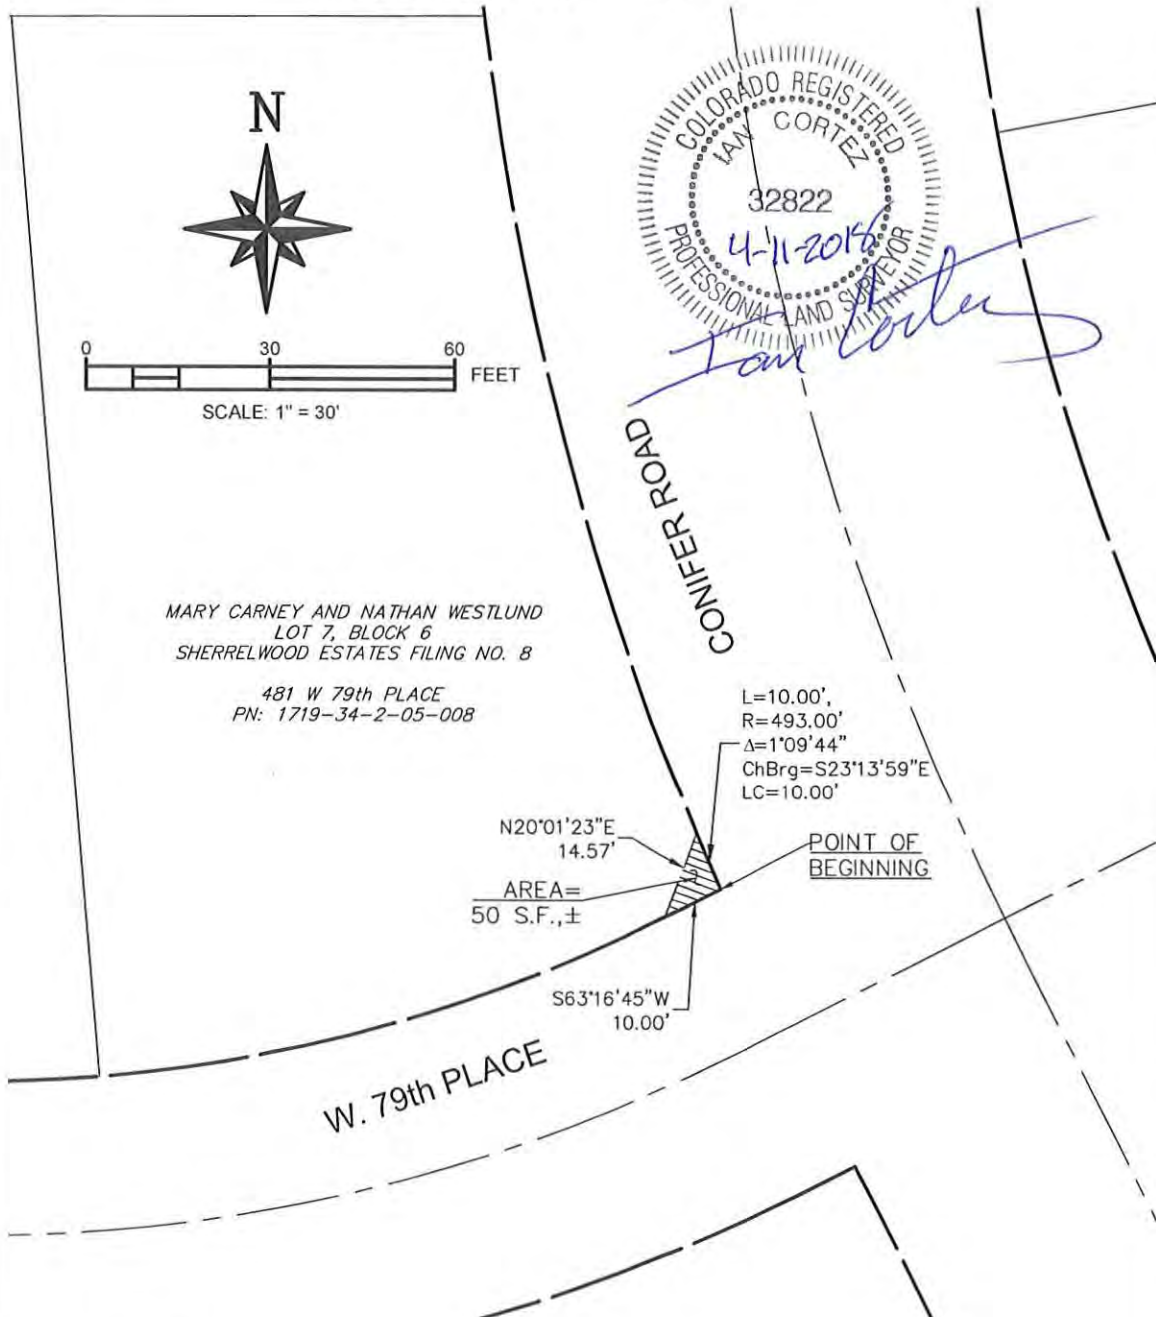 N
COLORADO REGISTERED
IAN CORTEZ
32822
4-11-2018
PROFESSIONAL LAND SURVEYOR
Ian Cortez
0 30 60
FEET
SCALE: 1" = 30'
CONIFER ROAD
MARY CARNEY AND NATHAN WESTLUND
LOT 7, BLOCK 6
SHERRELWOOD ESTATES FILING NO. 8
481 W 79th PLACE
PN: 1719-34-2-05-008
L=10.00',
R=493.00'
Δ=1°09'44"
ChBrg=S23°13'59"E
LC=10.00'
N20°01'23"E
14.57'
POINT OF
BEGINNING
AREA=
50 S.F.,±
S63°16'45"W
10.00'
W. 79th PLACE